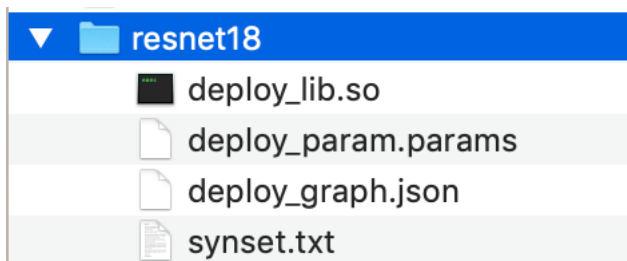 resnet18
deploy_lib.so
deploy_param.params
deploy_graph.json
synset.txt